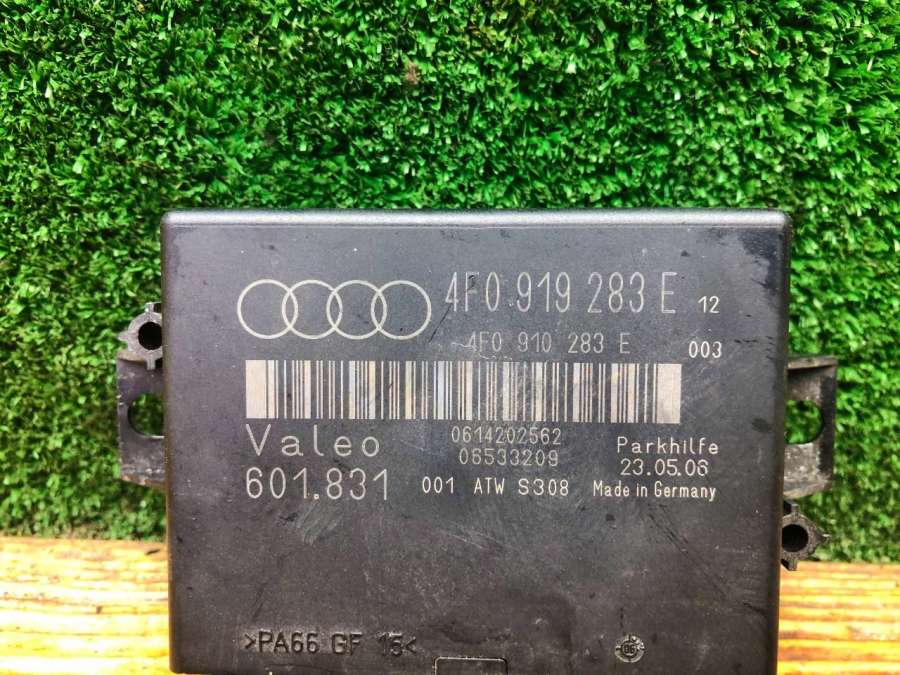 4F0 919 283 E 12
4F0 910 283 E 003
Valeo 0614202562 Parkhilfe
06533209 23.05.06
601.831 001 ATW S308 Made in Germany
>PA66 GF 15<